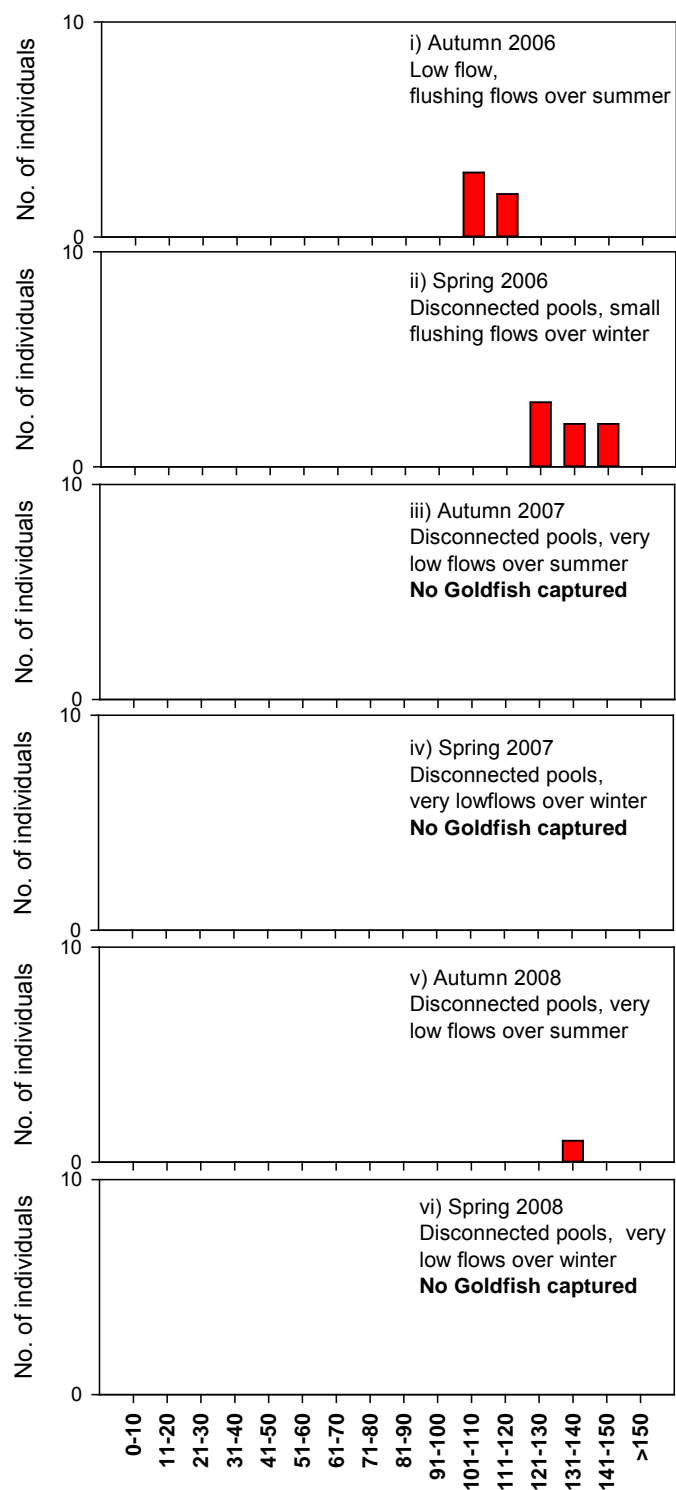 10
i) Autumn 2006
Low flow,
flushing flows over summer
No. of individuals
0
10
ii) Spring 2006
Disconnected pools, small
flushing flows over winter
No. of individuals
0
10
iii) Autumn 2007
Disconnected pools, very
low flows over summer
No Goldfish captured
No. of individuals
0
10
iv) Spring 2007
Disconnected pools,
very lowflows over winter
No Goldfish captured
No. of individuals
0
10
v) Autumn 2008
Disconnected pools, very
low flows over summer
No. of individuals
0
10
vi) Spring 2008
Disconnected pools,  very
low flows over winter
No Goldfish captured
No. of individuals
0
0-10
11-20
21-30
31-40
41-50
51-60
61-70
71-80
81-90
91-100
101-110
111-120
121-130
131-140
141-150
>150